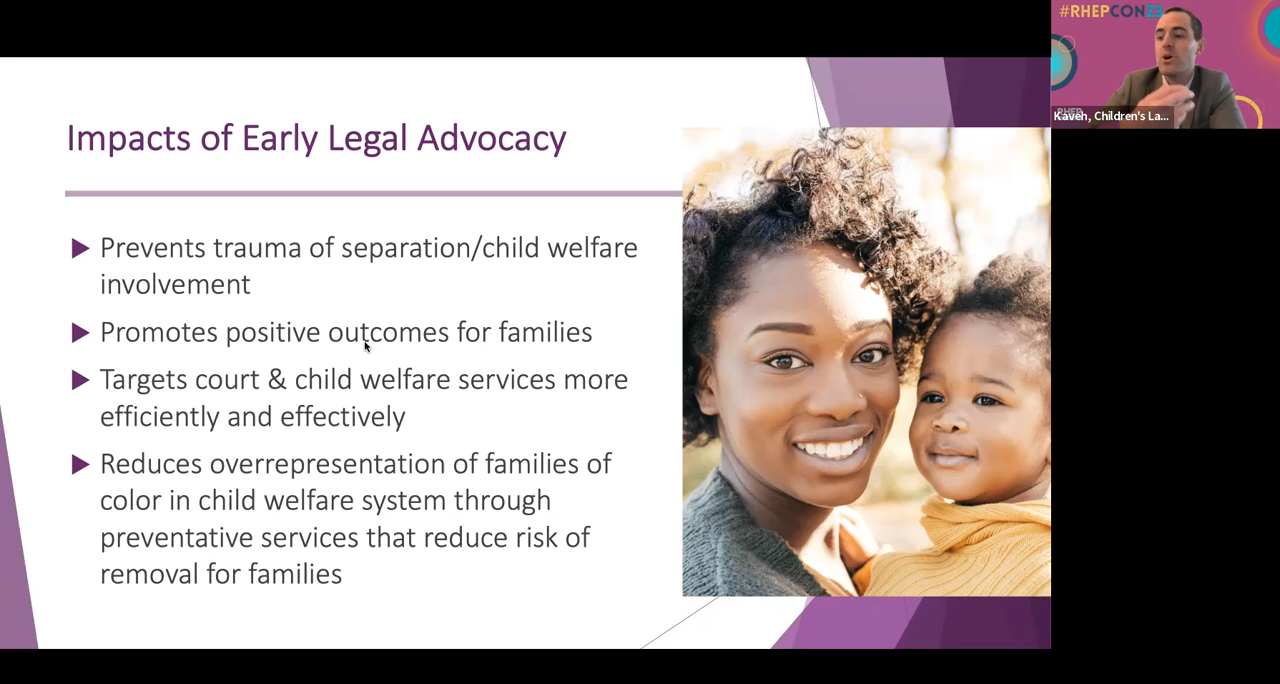 #RHEPCON23
Kaven, Children's La...
Impacts of Early Legal Advocacy
Prevents trauma of separation/child welfare
involvement
Promotes positive outcomes for families
Targets court & child welfare services more
efficiently and effectively
Reduces overrepresentation of families of
color in child welfare system through
preventative services that reduce risk of
removal for families